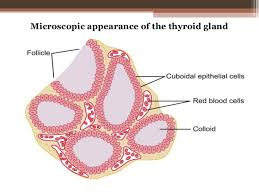 Microscopic appearance of the thyroid gland
Follicle
Cuboidal epithelial cells
Red blood cells
Colloid